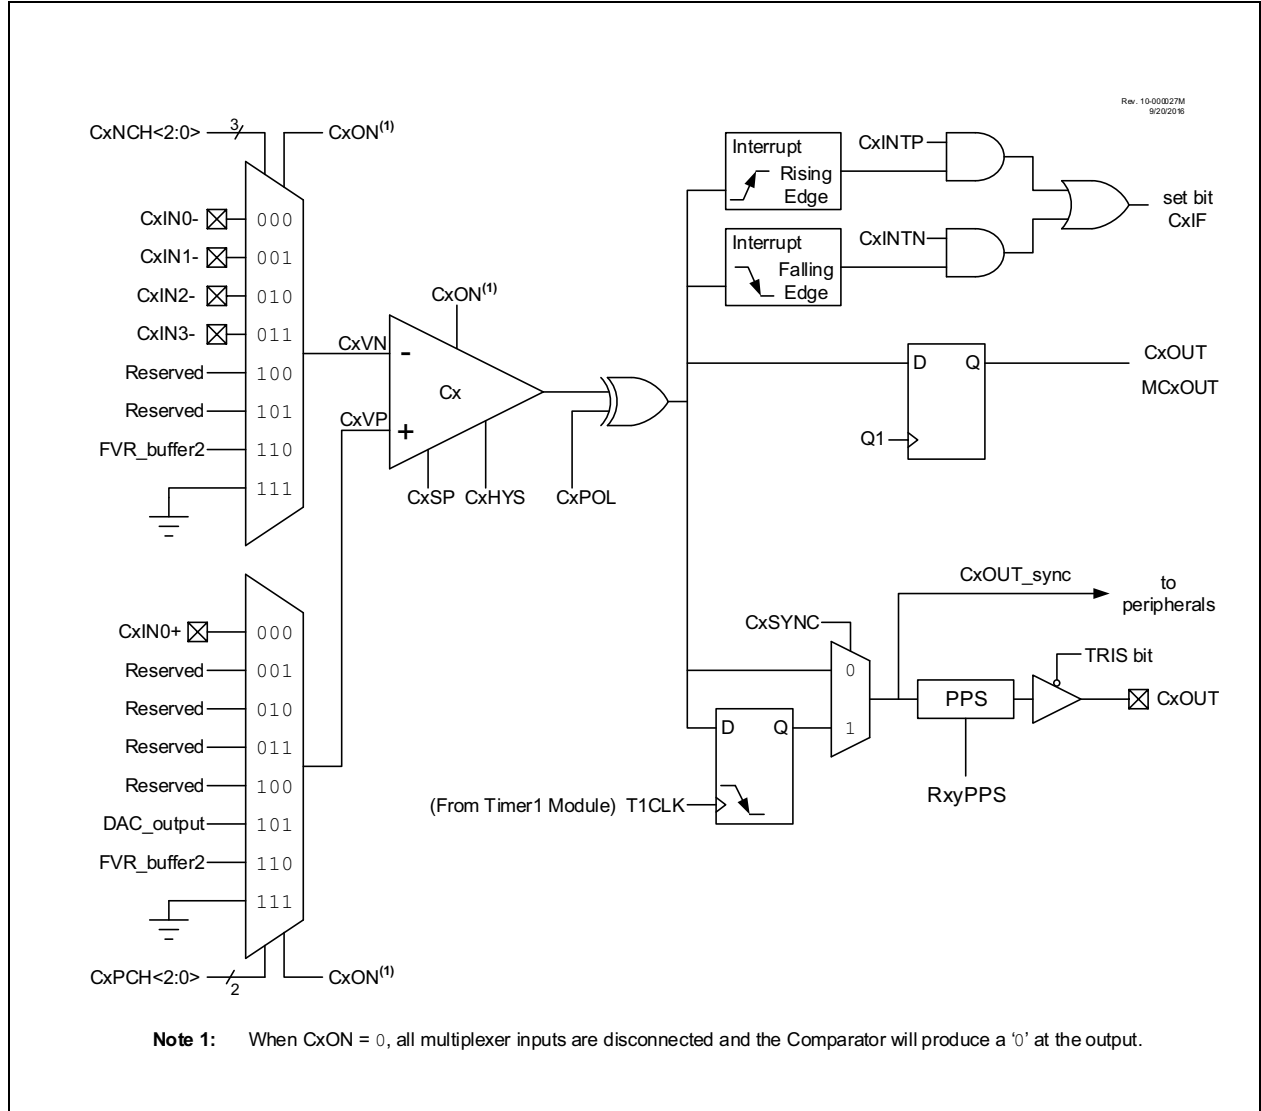 Rev. 10-000027M
9/20/2016
CxNCH<2:0>
3
CxON(1)
CxIN0-
000
CxIN1-
001
CxIN2-
010
CxIN3-
011
Reserved
100
Reserved
101
FVR_buffer2
110
111
CxVN
CxVP
CxON(1)
-
Cx
+
CxSP
CxHYS
CxPOL
Interrupt
Rising
Edge
CxINTP
Interrupt
Falling
Edge
CxINTN
set bit
CxIF
D
Q
Q1
CxOUT
MCxOUT
CxIN0+
000
Reserved
001
Reserved
010
Reserved
011
Reserved
100
DAC_output
101
FVR_buffer2
110
111
CxPCH<2:0>
2
CxON(1)
CxOUT_sync
to
peripherals
CxSYNC
0
1
D
Q
(From Timer1 Module) T1CLK
PPS
RxyPPS
TRIS bit
CxOUT
Note 1: When CxON = 0, all multiplexer inputs are disconnected and the Comparator will produce a ‘0’ at the output.